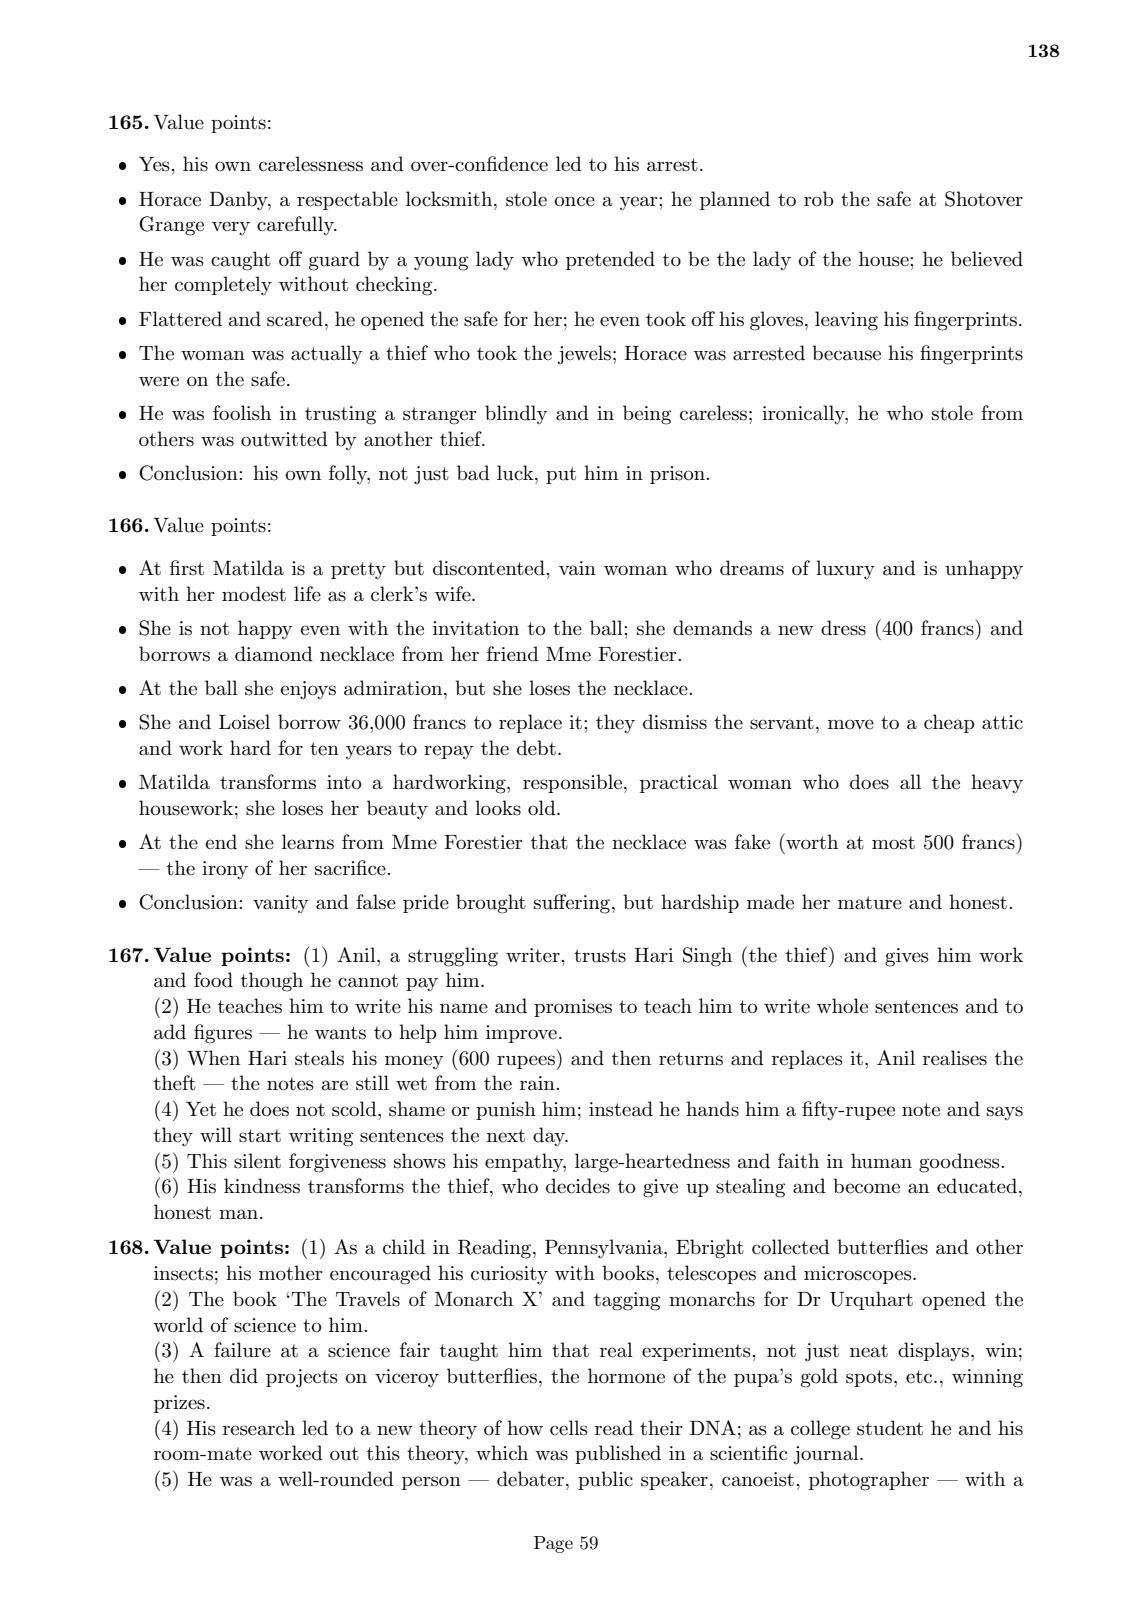 138
165. Value points:
• Yes, his own carelessness and over-confidence led to his arrest.
• Horace Danby, a respectable locksmith, stole once a year; he planned to rob the safe at Shotover
Grange very carefully.
• He was caught off guard by a young lady who pretended to be the lady of the house; he believed
her completely without checking.
• Flattered and scared, he opened the safe for her; he even took off his gloves, leaving his fingerprints.
• The woman was actually a thief who took the jewels; Horace was arrested because his fingerprints
were on the safe.
• He was foolish in trusting a stranger blindly and in being careless; ironically, he who stole from
others was outwitted by another thief.
• Conclusion: his own folly, not just bad luck, put him in prison.
166. Value points:
• At first Matilda is a pretty but discontented, vain woman who dreams of luxury and is unhappy
with her modest life as a clerk's wife.
• She is not happy even with the invitation to the ball; she demands a new dress (400 francs) and
borrows a diamond necklace from her friend Mme Forestier.
• At the ball she enjoys admiration, but she loses the necklace.
• She and Loisel borrow 36,000 francs to replace it; they dismiss the servant, move to a cheap attic
and work hard for ten years to repay the debt.
• Matilda transforms into a hardworking, responsible, practical woman who does all the heavy
housework; she loses her beauty and looks old.
• At the end she learns from Mme Forestier that the necklace was fake (worth at most 500 francs)
— the irony of her sacrifice.
• Conclusion: vanity and false pride brought suffering, but hardship made her mature and honest.
167. Value points: (1) Anil, a struggling writer, trusts Hari Singh (the thief) and gives him work
and food though he cannot pay him.
(2) He teaches him to write his name and promises to teach him to write whole sentences and to
add figures — he wants to help him improve.
(3) When Hari steals his money (600 rupees) and then returns and replaces it, Anil realises the
theft — the notes are still wet from the rain.
(4) Yet he does not scold, shame or punish him; instead he hands him a fifty-rupee note and says
they will start writing sentences the next day.
(5) This silent forgiveness shows his empathy, large-heartedness and faith in human goodness.
(6) His kindness transforms the thief, who decides to give up stealing and become an educated,
honest man.
168. Value points: (1) As a child in Reading, Pennsylvania, Ebright collected butterflies and other
insects; his mother encouraged his curiosity with books, telescopes and microscopes.
(2) The book ‘The Travels of Monarch X’ and tagging monarchs for Dr Urquhart opened the
world of science to him.
(3) A failure at a science fair taught him that real experiments, not just neat displays, win;
he then did projects on viceroy butterflies, the hormone of the pupa's gold spots, etc., winning
prizes.
(4) His research led to a new theory of how cells read their DNA; as a college student he and his
room-mate worked out this theory, which was published in a scientific journal.
(5) He was a well-rounded person — debater, public speaker, canoeist, photographer — with a
Page 59